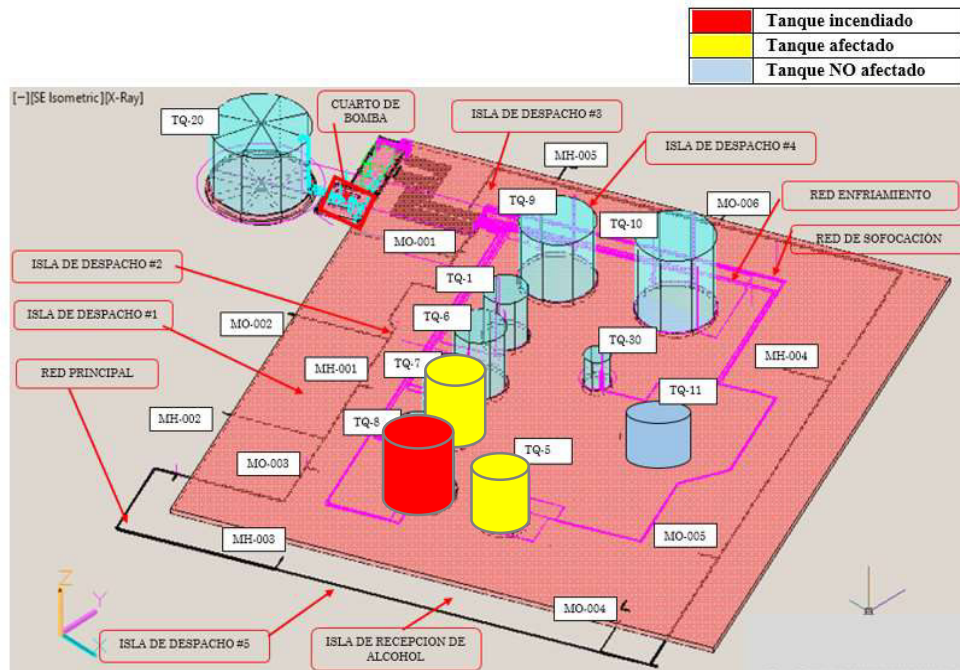 Tanque incendiado
Tanque afectado
Tanque NO afectado
[−][SE Isometric][X-Ray]
TQ-20
CUARTO DE
BOMBA
ISLA DE DESPACHO #3
MH-005
ISLA DE DESPACHO #4
TQ-9
TQ-10
MO-006
RED ENFRIAMIENTO
MO-001
RED DE SOFOCACIÓN
ISLA DE DESPACHO #2
TQ-1
ISLA DE DESPACHO #1
MO-002
TQ-6
TQ-30
RED PRINCIPAL
MH-001
TQ-7
MH-004
TQ-11
MH-002
TQ-8
TQ-5
MO-003
MH-003
MO-005
MO-004
Z
Y
X
ISLA DE DESPACHO #5
ISLA DE RECEPCION DE
ALCOHOL